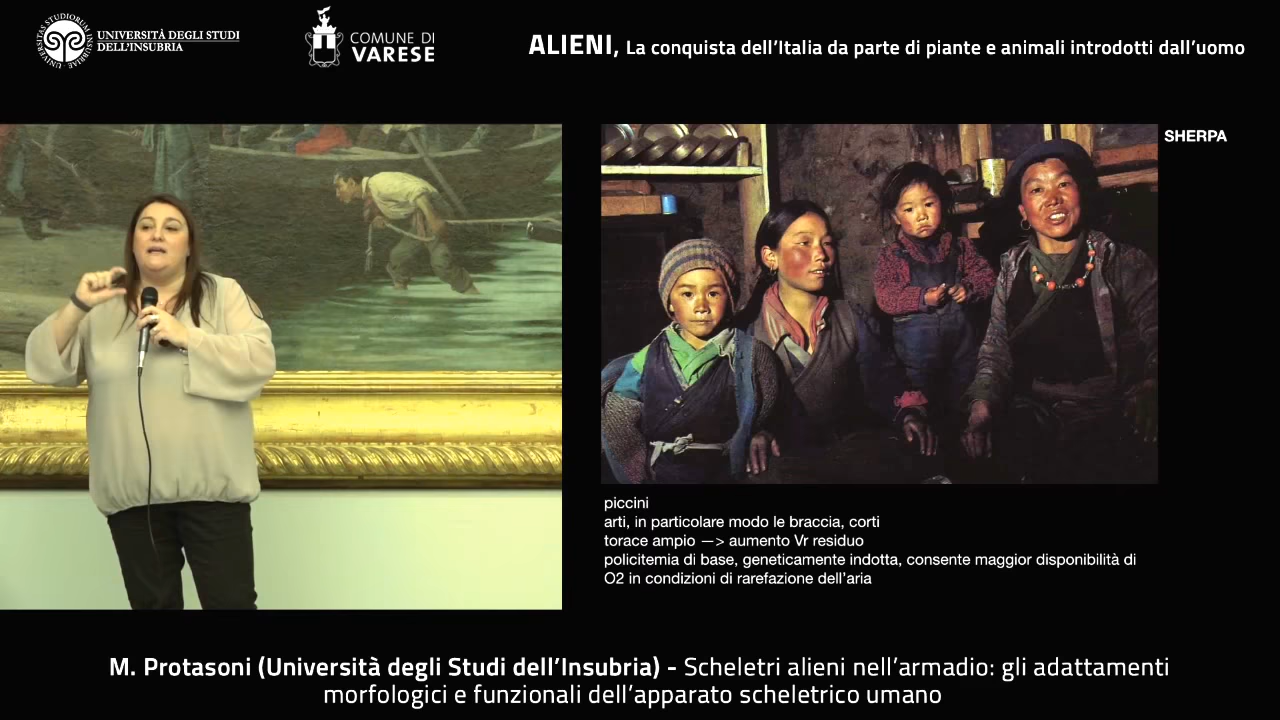 UNIVERSITÀ DEGLI STUDI
DELL'INSUBRIA
COMUNE DI
VARESE
ALIENI, La conquista dell'Italia da parte di piante e animali introdotti dall'uomo
SHERPA
piccini
arti, in particolare modo le braccia, corti
torace ampio —> aumento Vr residuo
policitemia di base, geneticamente indotta, consente maggior disponibilità di
O2 in condizioni di rarefazione dell'aria
M. Protasoni (Università degli Studi dell'Insubria) - Scheletri alieni nell'armadio: gli adattamenti
morfologici e funzionali dell'apparato scheletrico umano